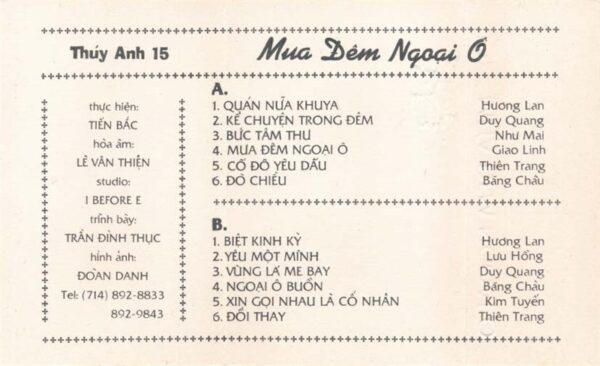 Thúy Anh 15
Mưa Đêm Ngoại Ô
thực hiện:
TIẾN BẮC
hòa âm:
LÊ VĂN THIỆN
studio:
I BEFORE E
trình bày:
TRẦN ĐÌNH THỤC
hình ảnh:
ĐOÀN DANH
Tel: (714) 892-8833
892-9843
A.
1. QUÁN NỬA KHUYA Hương Lan
2. KỂ CHUYỆN TRONG ĐÊM Duy Quang
3. BỨC TÂM THƯ Như Mai
4. MƯA ĐÊM NGOẠI Ô Giao Linh
5. CỐ ĐÔ YÊU DẤU Thiên Trang
6. ĐÒ CHIỀU Băng Châu
B.
1. BIỆT KINH KỲ Hương Lan
2. YÊU MỘT MÌNH Lưu Hồng
3. VÙNG LÁ ME BAY Duy Quang
4. NGOẠI Ô BUỒN Băng Châu
5. XIN GỌI NHAU LÀ CỐ NHÂN Kim Tuyến
6. ĐỔI THAY Thiên Trang